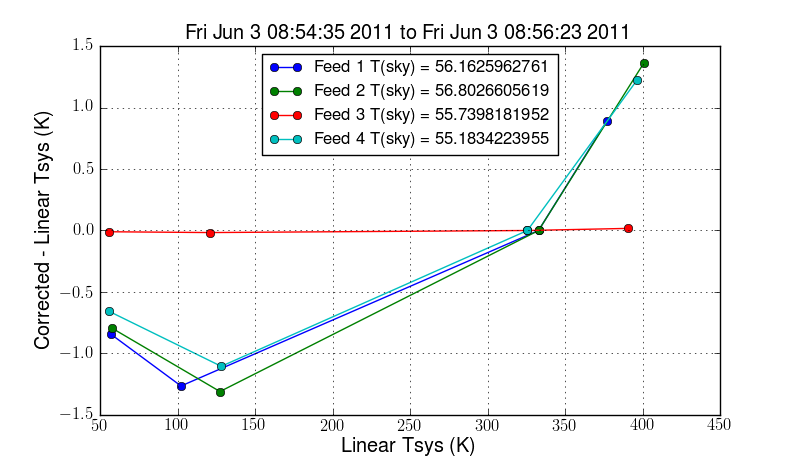 Fri Jun 3 08:54:35 2011 to Fri Jun 3 08:56:23 2011
Feed 1 T(sky) = 56.1625962761
Feed 2 T(sky) = 56.8026605619
Feed 3 T(sky) = 55.7398181952
Feed 4 T(sky) = 55.1834223955
Corrected - Linear Tsys (K)
1.5
1.0
0.5
0.0
−0.5
−1.0
−1.5
50 100 150 200 250 300 350 400 450
Linear Tsys (K)